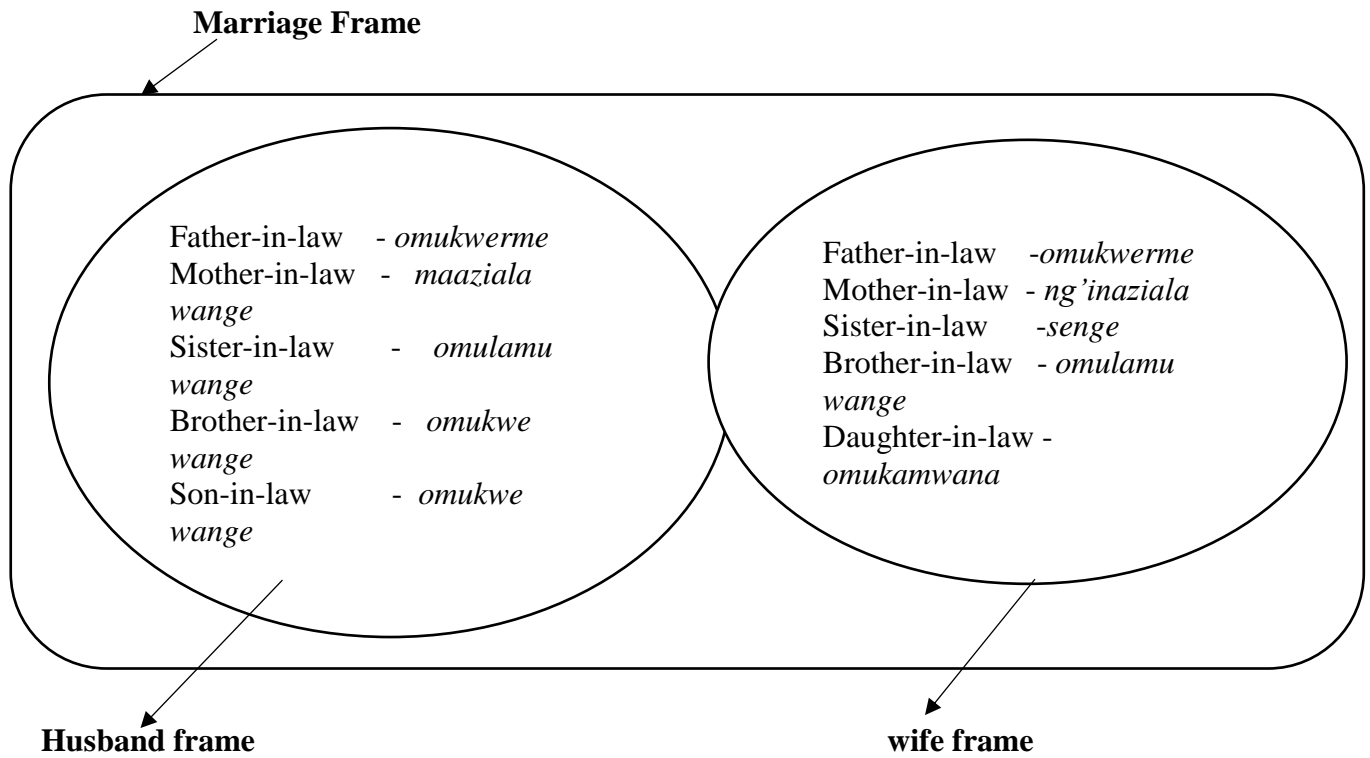 Marriage Frame
Father-in-law - omukwerme
Mother-in-law - maaziala
wange
Sister-in-law - omulamu
wange
Brother-in-law - omukwe
wange
Son-in-law - omukwe
wange
Father-in-law -omukwerme
Mother-in-law - ng’inaziala
Sister-in-law -senge
Brother-in-law - omulamu
wange
Daughter-in-law -
omukamwana
Husband frame
wife frame